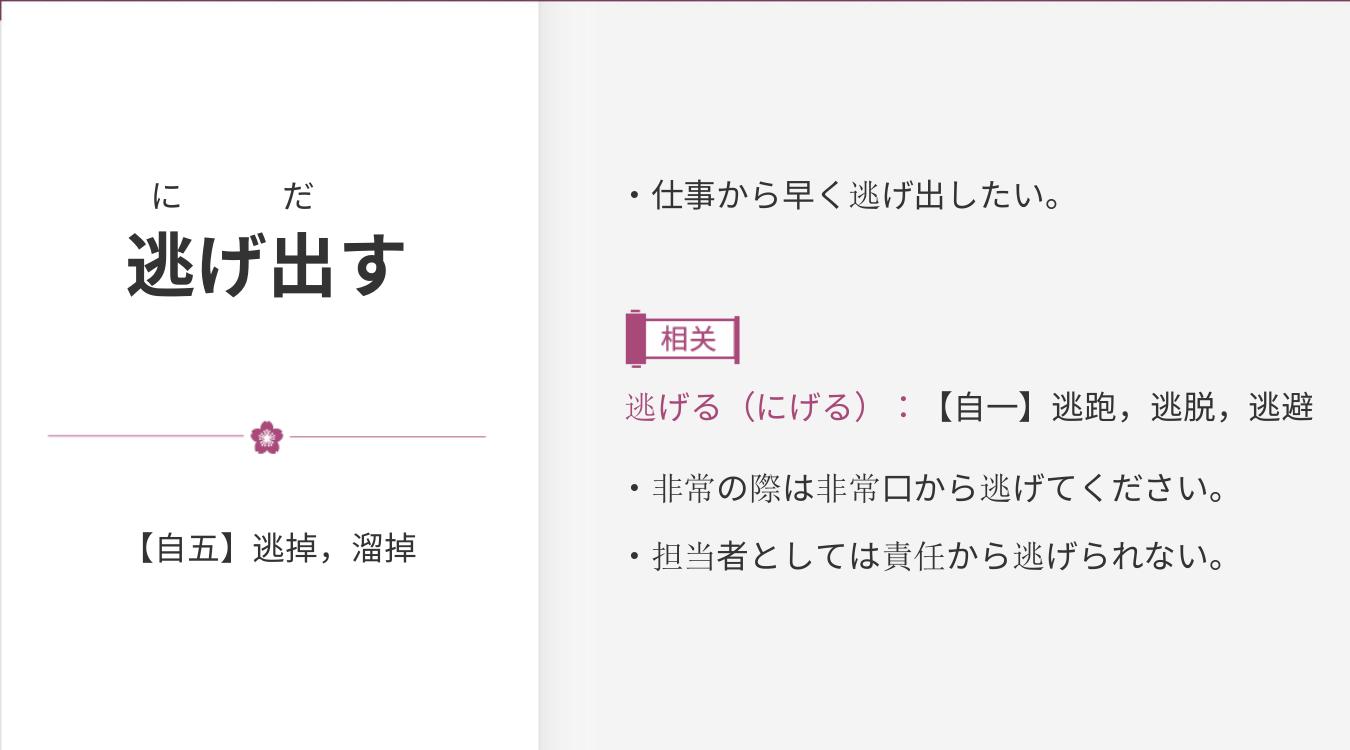 に だ
逃げ出す
【自五】逃掉，溜掉
・仕事から早く逃げ出したい。
相关
逃げる（にげる）：【自一】逃跑，逃脱，逃避
・非常の際は非常口から逃げてください。
・担当者としては責任から逃げられない。